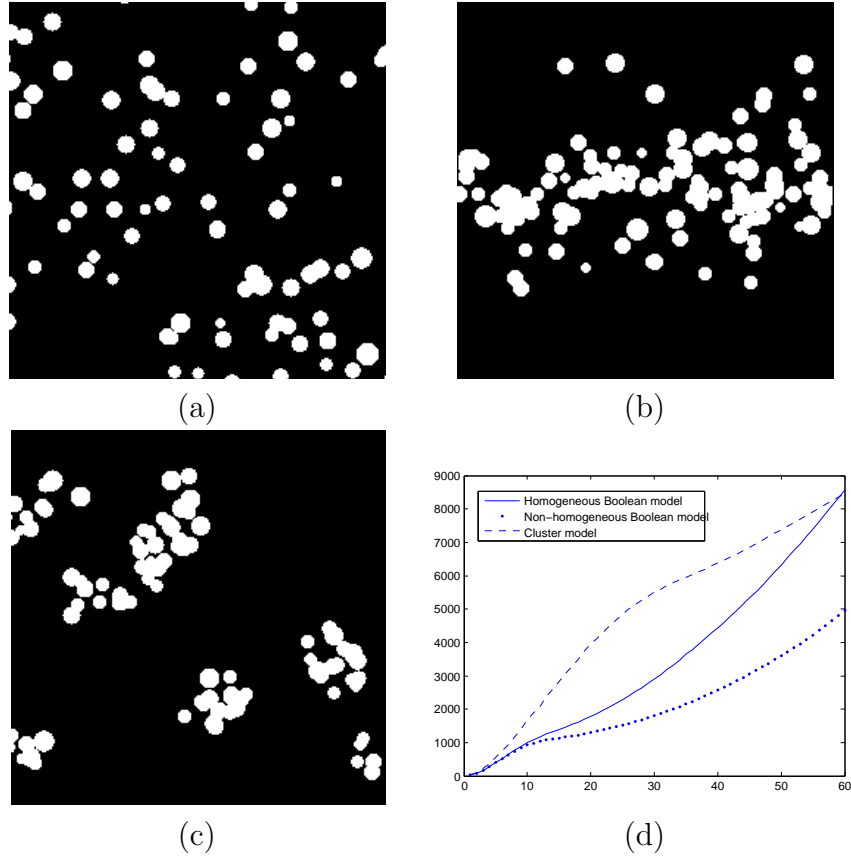 (a)
(b)
(c)
9000
8000
7000
6000
5000
4000
3000
2000
1000
0
0
10
20
30
40
50
60
Homogeneous Boolean model
Non−homogeneous Boolean model
Cluster model
(d)